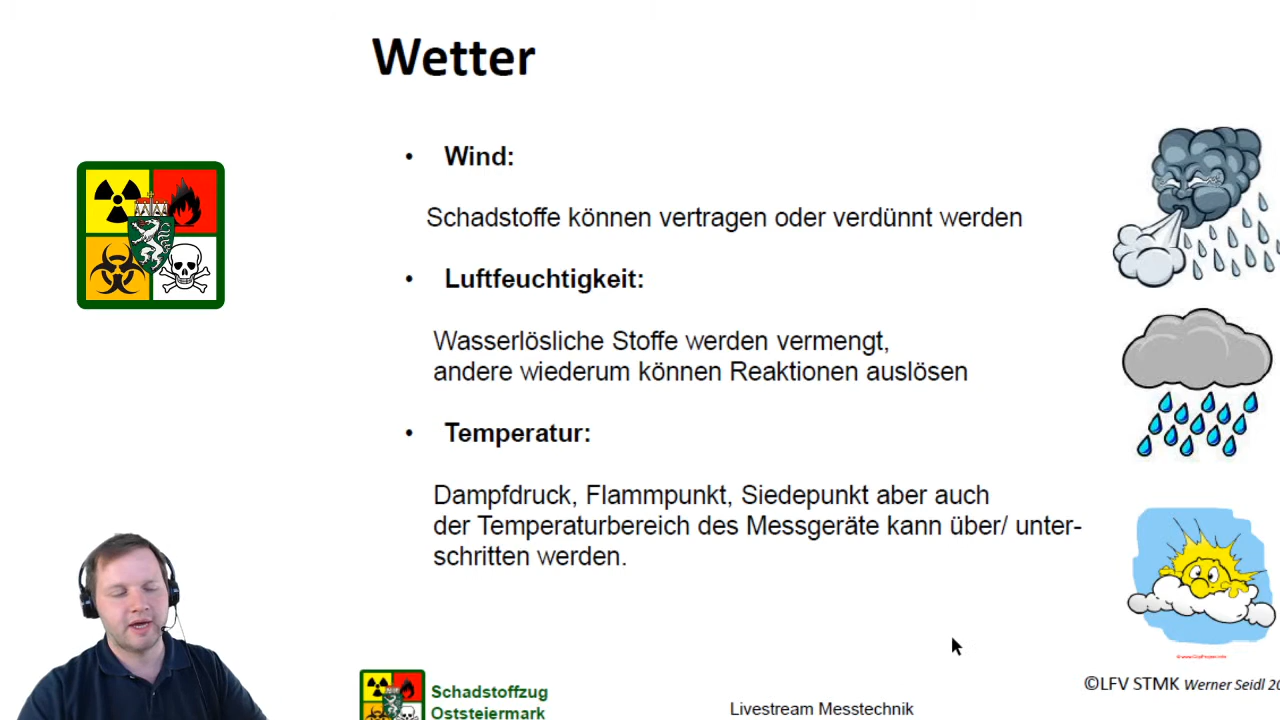 Wetter
• Wind:
Schadstoffe können vertragen oder verdünnt werden
• Luftfeuchtigkeit:
Wasserlösliche Stoffe werden vermengt,
andere wiederum können Reaktionen auslösen
• Temperatur:
Dampfdruck, Flammpunkt, Siedepunkt aber auch
der Temperaturbereich des Messgeräte kann über/ unter-
schritten werden.
Schadstoffzug
Oststeiermark
Livestream Messtechnik
©LFV STMK Werner Seidl 20